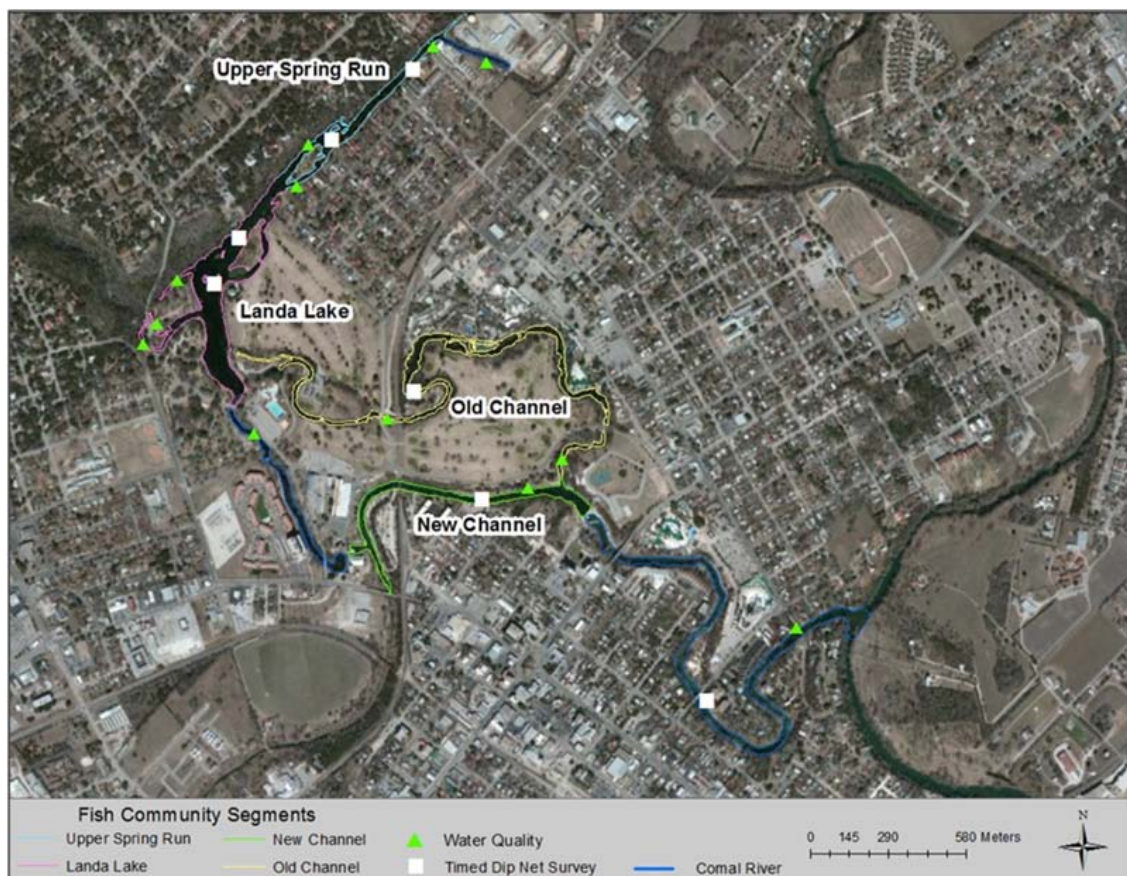 Upper Spring Run
Landa Lake
Old Channel
New Channel
Fish Community Segments
Upper Spring Run
New Channel
Water Quality
Landa Lake
Old Channel
Timed Dip Net Survey
Comal River
0 145 290 580 Meters
N